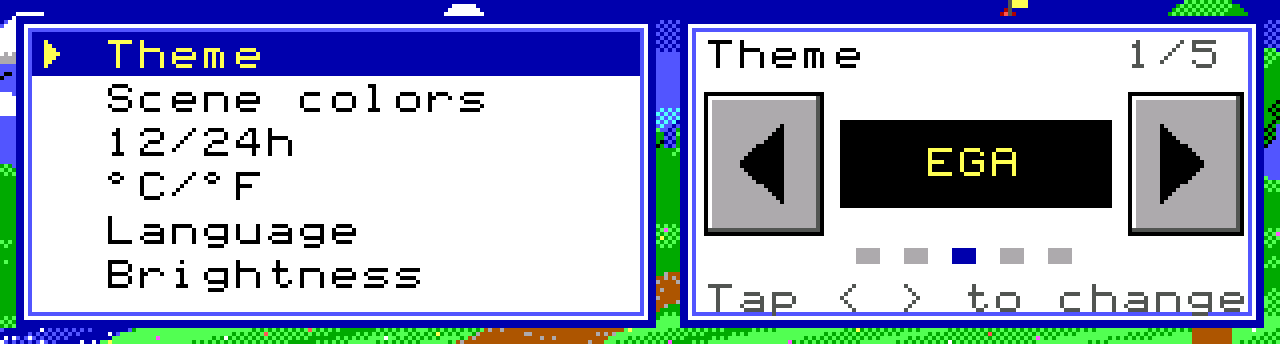 Theme
Scene colors
12/24h
°C/°F
Language
Brightness
Theme 1/5
EGA
Tap < > to change